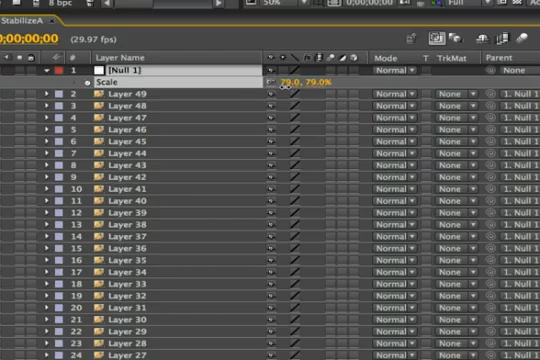 8 bpc 50% 0;00;00;00 Full
StabilizeA ×
0;00;00;00 (29.97 fps)
# Layer Name Mode T TrkMat Parent
1 [Null 1] Normal None
Scale 79.0, 79.0%
2 Layer 49 Normal None 1. Null 1
3 Layer 48 Normal None 1. Null 1
4 Layer 47 Normal None 1. Null 1
5 Layer 46 Normal None 1. Null 1
6 Layer 45 Normal None 1. Null 1
7 Layer 44 Normal None 1. Null 1
8 Layer 43 Normal None 1. Null 1
9 Layer 42 Normal None 1. Null 1
10 Layer 41 Normal None 1. Null 1
11 Layer 40 Normal None 1. Null 1
12 Layer 39 Normal None 1. Null 1
13 Layer 38 Normal None 1. Null 1
14 Layer 37 Normal None 1. Null 1
15 Layer 36 Normal None 1. Null 1
16 Layer 35 Normal None 1. Null 1
17 Layer 34 Normal None 1. Null 1
18 Layer 33 Normal None 1. Null 1
19 Layer 32 Normal None 1. Null 1
20 Layer 31 Normal None 1. Null 1
21 Layer 30 Normal None 1. Null 1
22 Layer 29 Normal None 1. Null 1
23 Layer 28 Normal None 1. Null 1
24 Layer 27 Normal None 1. Null 1